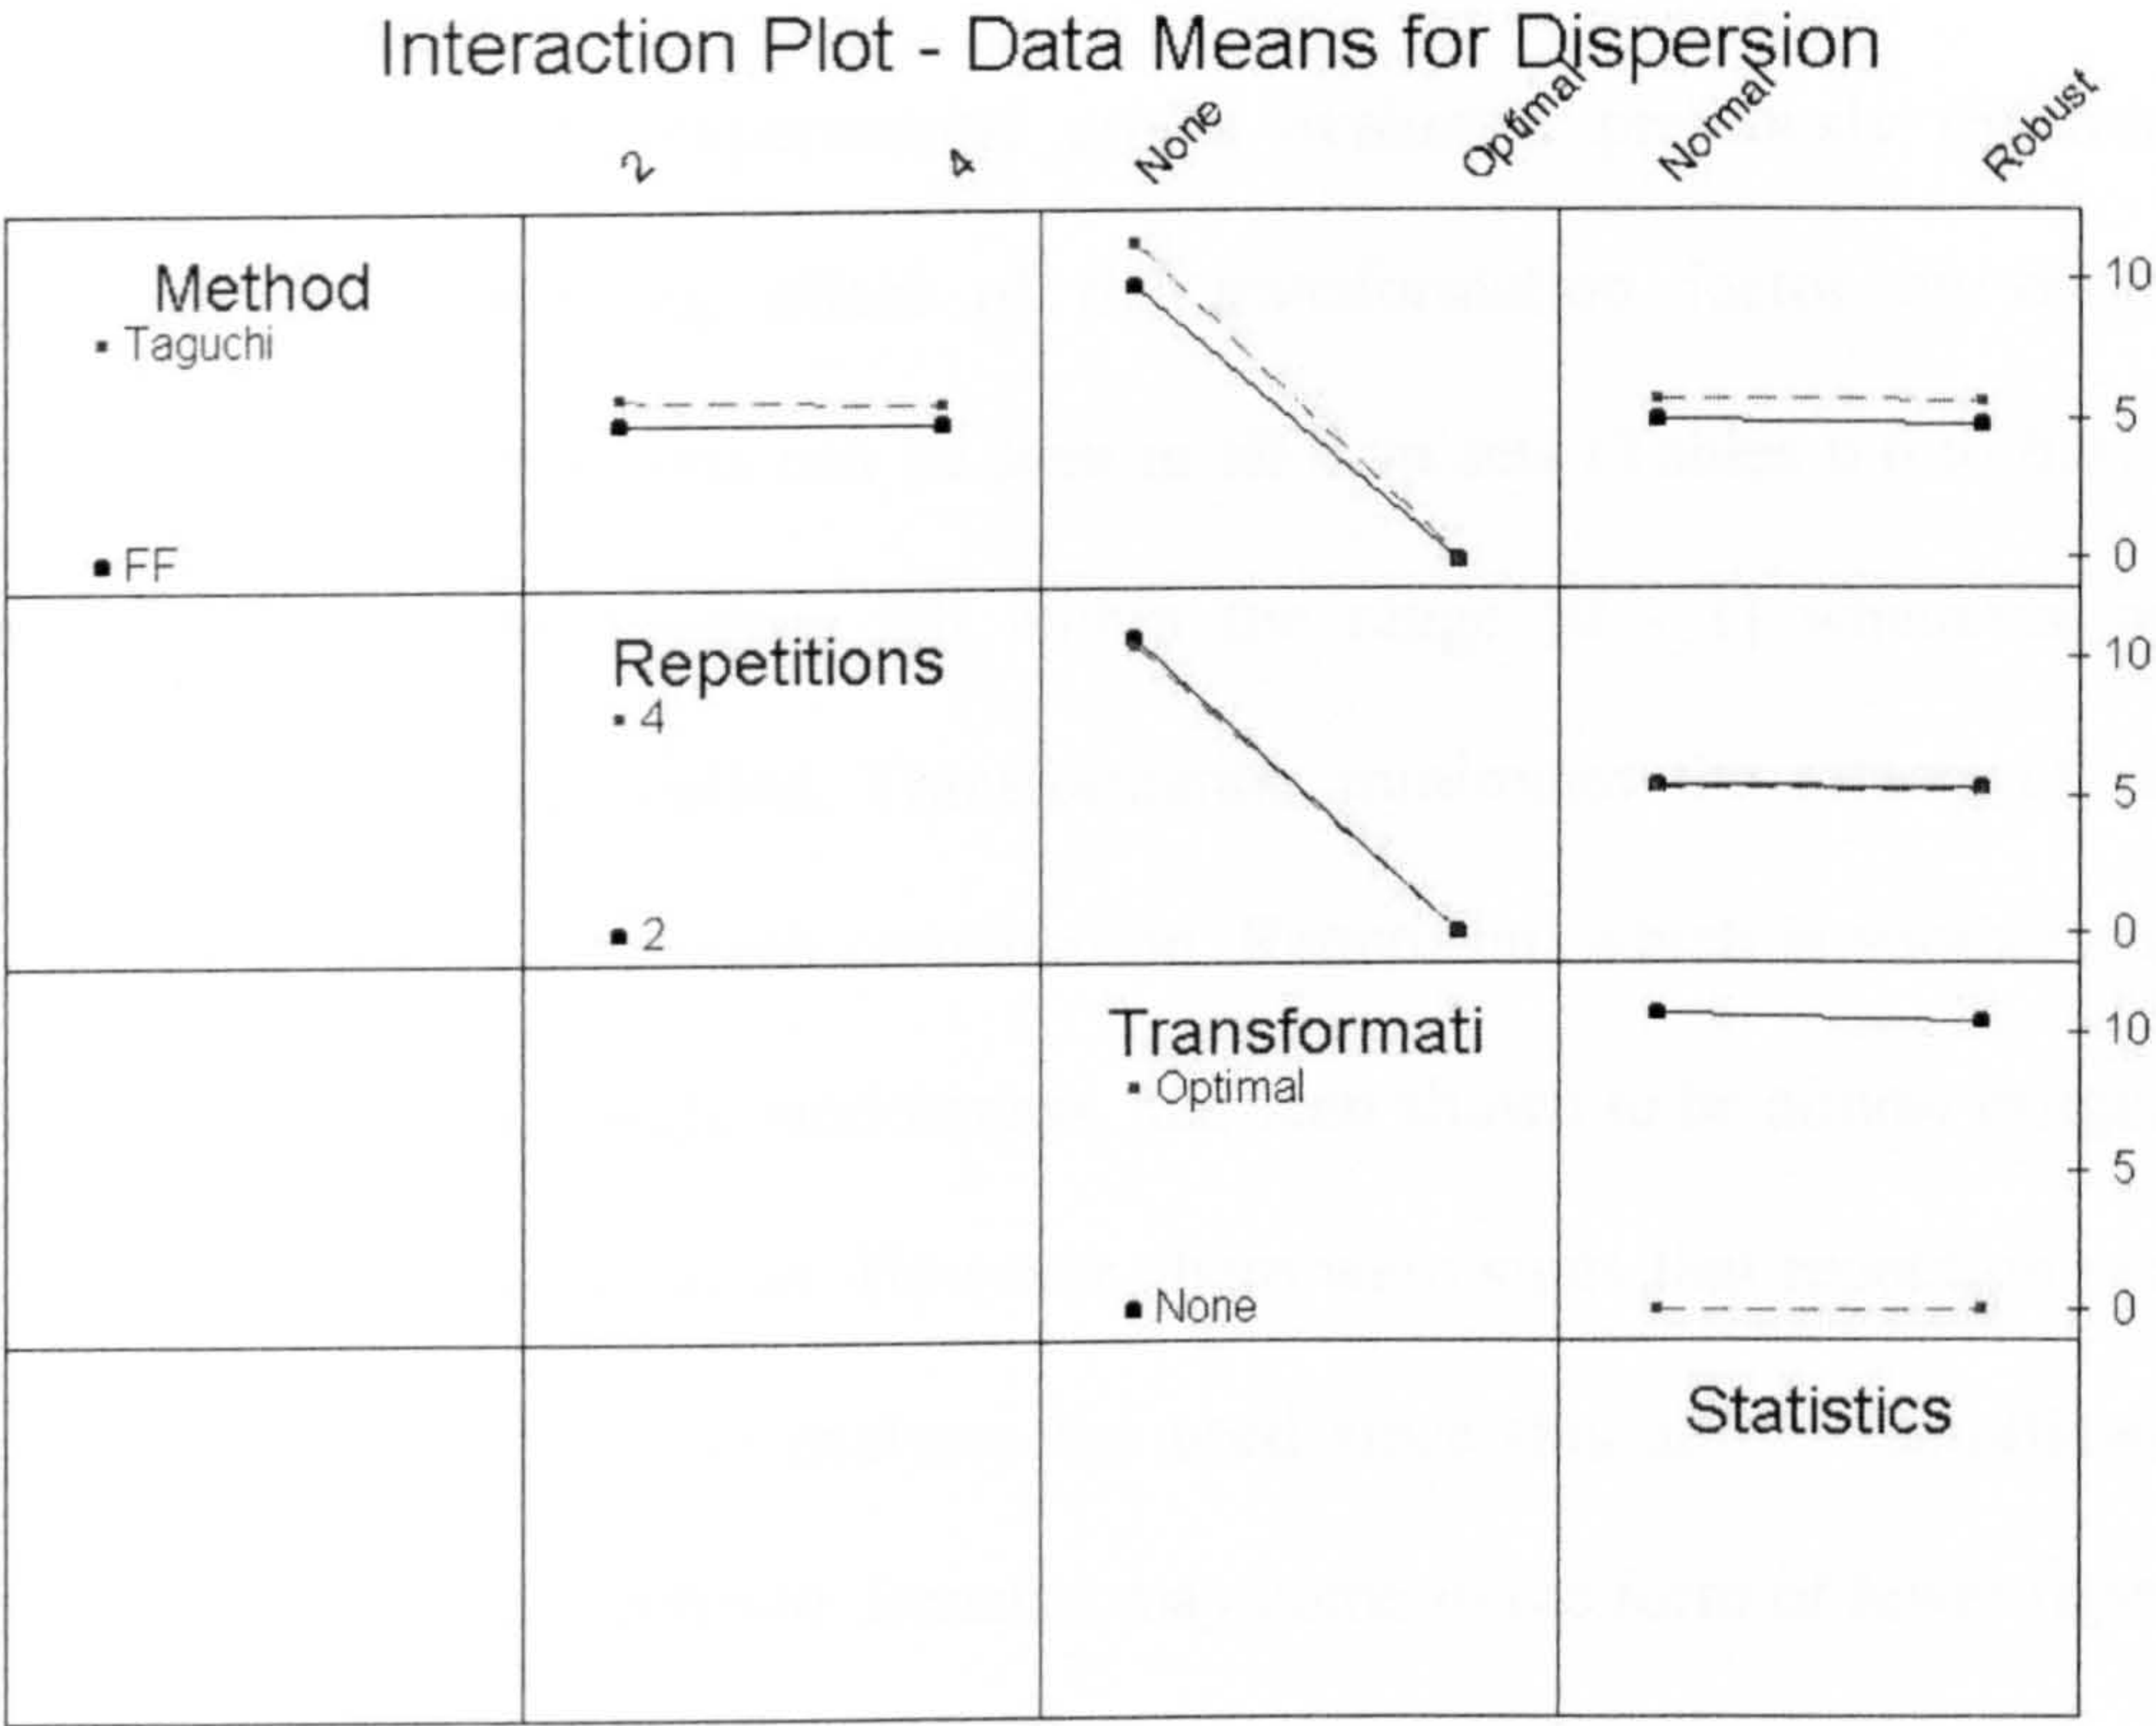 Interaction Plot - Data Means for Dispersion
2 4 None Optimal Normal Robust
Method
Taguchi
FF
10
5
0
Repetitions
4
2
10
5
0
Transformati
Optimal
None
10
5
0
Statistics